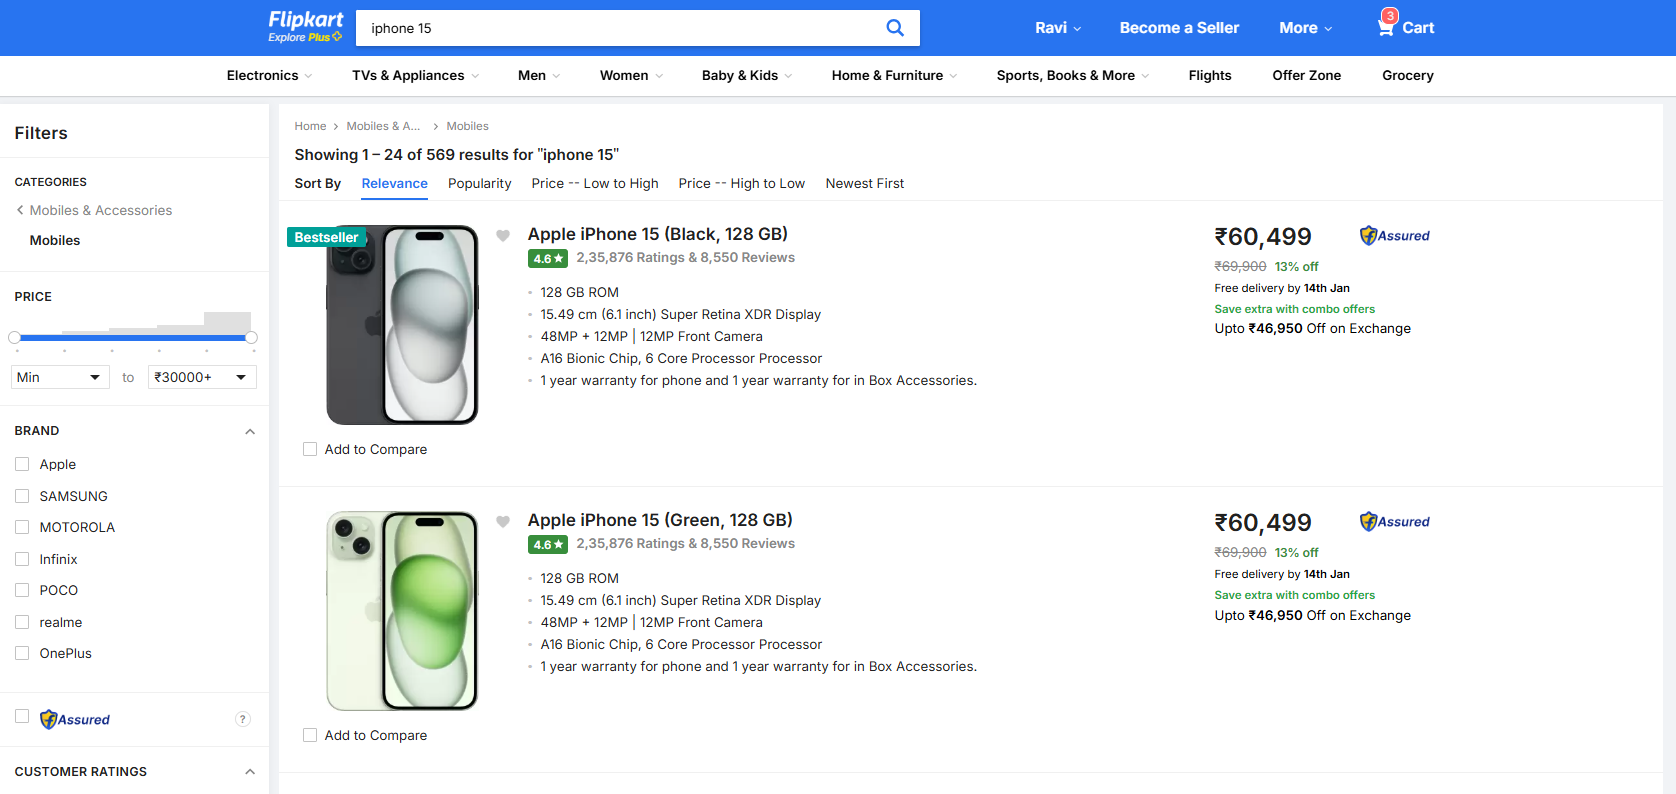 Flipkart
Explore Plus
iphone 15
Ravi
Become a Seller
More
3
Cart
Electronics
TVs & Appliances
Men
Women
Baby & Kids
Home & Furniture
Sports, Books & More
Flights
Offer Zone
Grocery
Filters
CATEGORIES
Mobiles & Accessories
Mobiles
PRICE
Min
to
₹30000+
BRAND
Apple
SAMSUNG
MOTOROLA
Infinix
POCO
realme
OnePlus
Assured
?
CUSTOMER RATINGS
Home > Mobiles & A... > Mobiles
Showing 1 – 24 of 569 results for "iphone 15"
Sort By Relevance Popularity Price -- Low to High Price -- High to Low Newest First
Bestseller
Apple iPhone 15 (Black, 128 GB)
4.6★ 2,35,876 Ratings & 8,550 Reviews
128 GB ROM
15.49 cm (6.1 inch) Super Retina XDR Display
48MP + 12MP | 12MP Front Camera
A16 Bionic Chip, 6 Core Processor Processor
1 year warranty for phone and 1 year warranty for in Box Accessories.
₹60,499
Assured
₹69,900 13% off
Free delivery by 14th Jan
Save extra with combo offers
Upto ₹46,950 Off on Exchange
Add to Compare
Apple iPhone 15 (Green, 128 GB)
4.6★ 2,35,876 Ratings & 8,550 Reviews
128 GB ROM
15.49 cm (6.1 inch) Super Retina XDR Display
48MP + 12MP | 12MP Front Camera
A16 Bionic Chip, 6 Core Processor Processor
1 year warranty for phone and 1 year warranty for in Box Accessories.
₹60,499
Assured
₹69,900 13% off
Free delivery by 14th Jan
Save extra with combo offers
Upto ₹46,950 Off on Exchange
Add to Compare